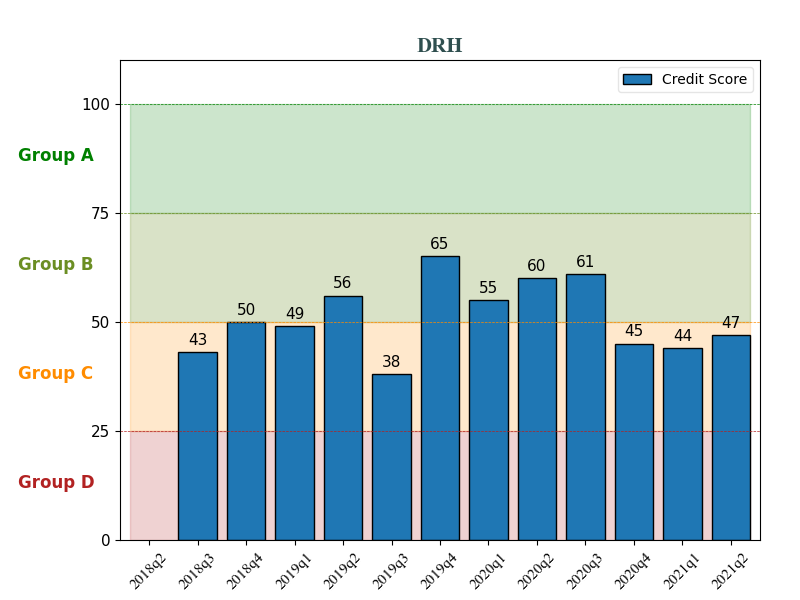 DRH
Credit Score
100
Group A
75
Group B
50
Group C
25
Group D
0
43
50
49
56
38
65
55
60
61
45
44
47
2018q2
2018q3
2018q4
2019q1
2019q2
2019q3
2019q4
2020q1
2020q2
2020q3
2020q4
2021q1
2021q2